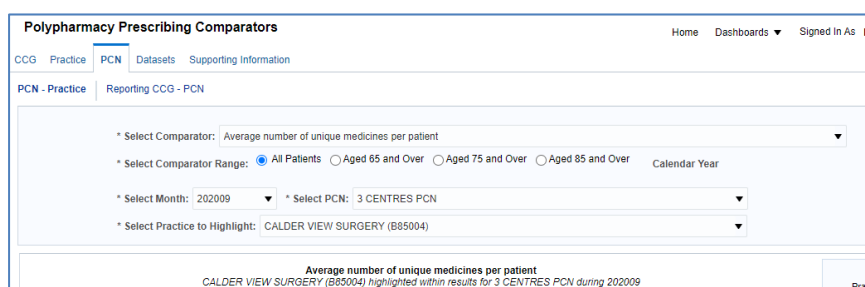 Polypharmacy Prescribing Comparators
Home Dashboards Signed In As
CCG Practice PCN Datasets Supporting Information
PCN - Practice Reporting CCG - PCN
* Select Comparator: Average number of unique medicines per patient
* Select Comparator Range: All Patients Aged 65 and Over Aged 75 and Over Aged 85 and Over Calendar Year
* Select Month: 202009 * Select PCN: 3 CENTRES PCN
* Select Practice to Highlight: CALDER VIEW SURGERY (B85004)
Average number of unique medicines per patient
CALDER VIEW SURGERY (B85004) highlighted within results for 3 CENTRES PCN during 202009